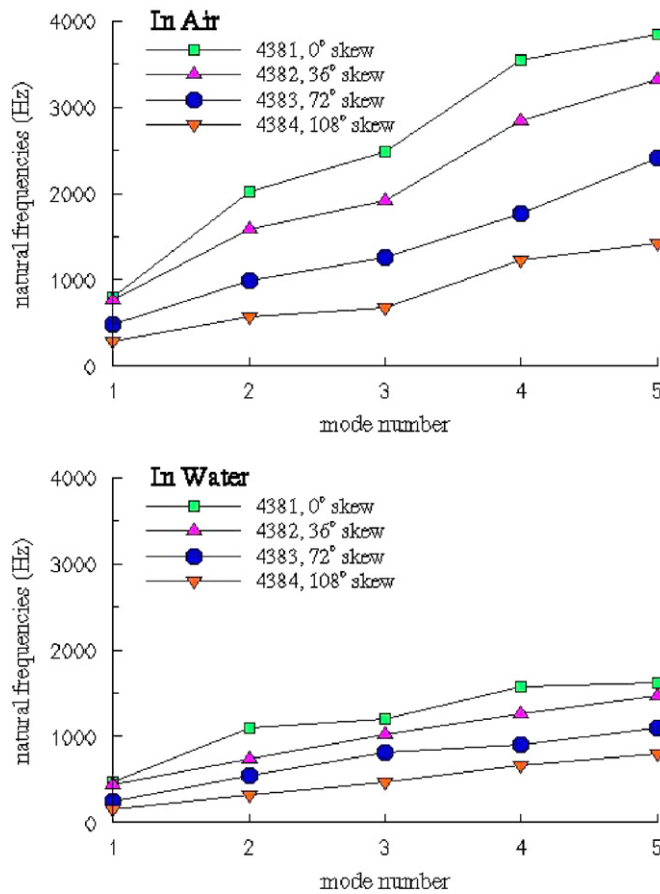 In Air
4381, 0° skew
4382, 36° skew
4383, 72° skew
4384, 108° skew
natural frequencies (Hz)
4000
3000
2000
1000
0
1 2 3 4 5
mode number
In Water
4381, 0° skew
4382, 36° skew
4383, 72° skew
4384, 108° skew
natural frequencies (Hz)
4000
3000
2000
1000
0
1 2 3 4 5
mode number